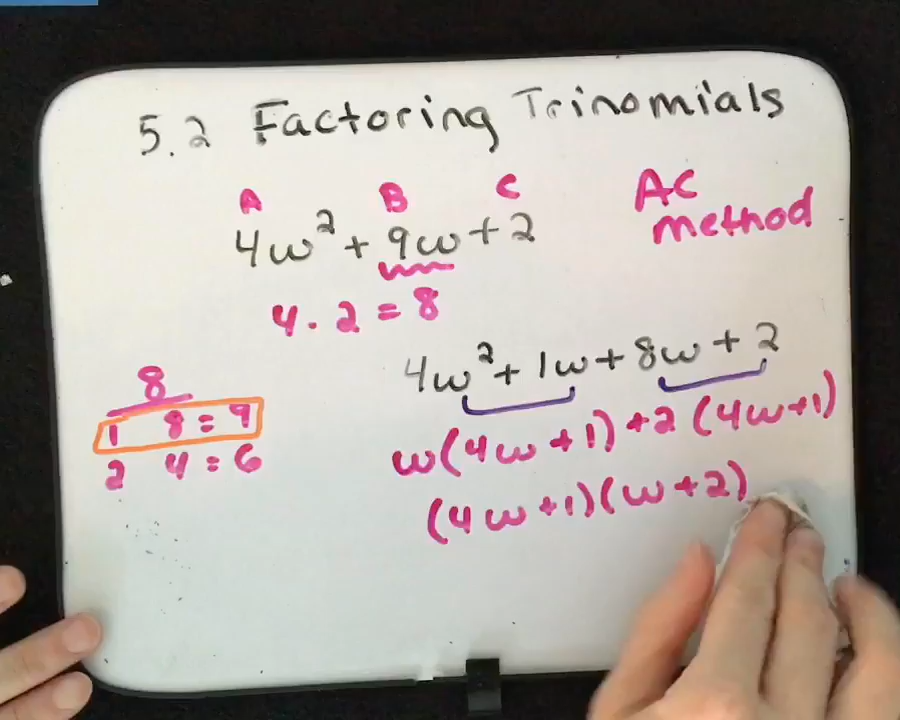 5.2 Factoring Trinomials
A B C
4w² + 9w + 2
AC method
4 · 2 = 8
4w² + 1w + 8w + 2
8
1 8 = 9
2 4 = 6
w(4w + 1) + 2 (4w+1)
(4w +1)(w +2)